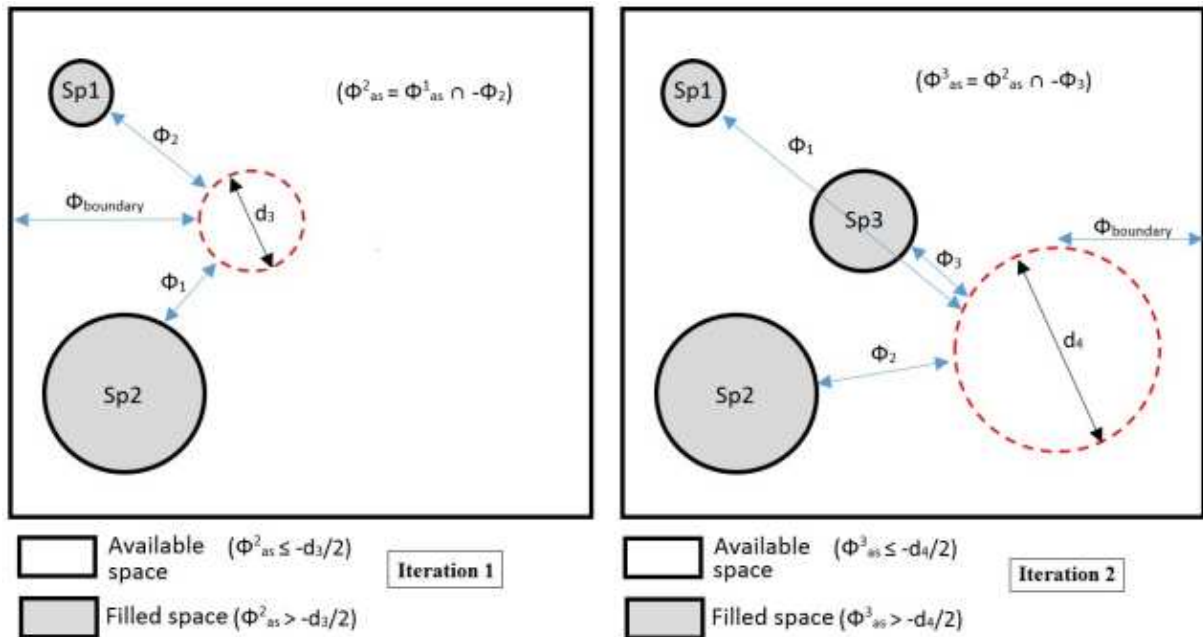 Sp1
(Φ²as = Φ¹as ∩ -Φ₂)
Φ₂
Φboundary
d₃
Φ₁
Sp2
Available space (Φ²as ≤ -d₃/2)
Filled space (Φ²as > -d₃/2)
Iteration 1
Sp1
(Φ³as = Φ²as ∩ -Φ₃)
Φ₁
Sp3
Φboundary
Φ₃
d₄
Φ₂
Sp2
Available space (Φ³as ≤ -d₄/2)
Filled space (Φ³as > -d₄/2)
Iteration 2